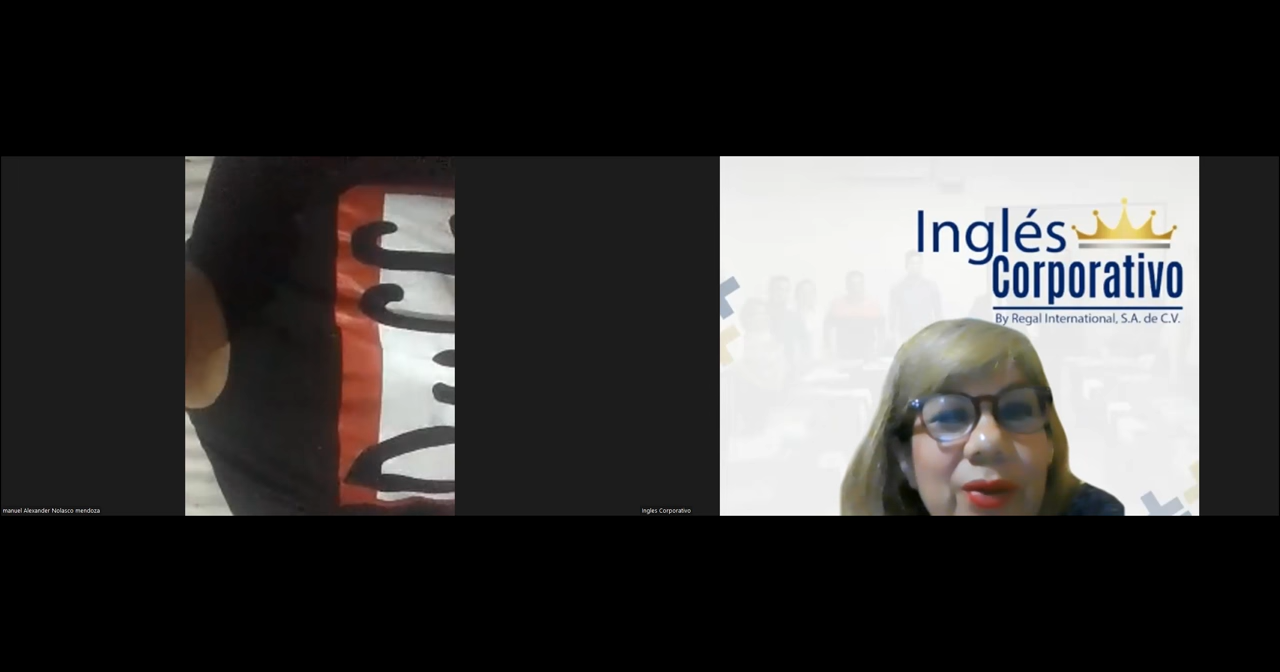 Inglés
Corporativo
By Regal International, S.A. de C.V.
manuel Alexander Nolasco mendoza
Ingles Corporativo